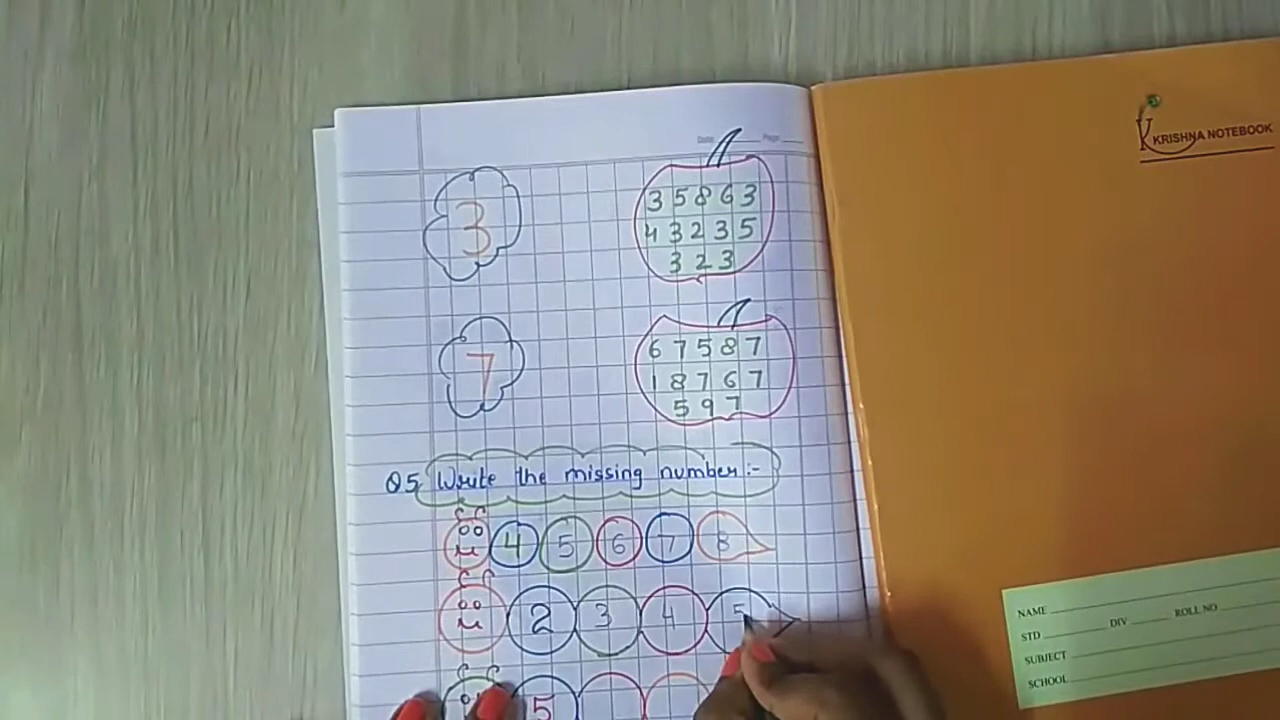 Date: ____ Page ____
KRISHNA NOTEBOOK
3
3 5 8 6 3
4 3 2 3 5
3 2 3
7
6 7 5 8 7
1 8 7 6 7
5 9 7
Q5, Write the missing number:-
4 5 6 7 8
2 3 4 5
5
NAME
STD DIV ROLL NO
SUBJECT
SCHOOL